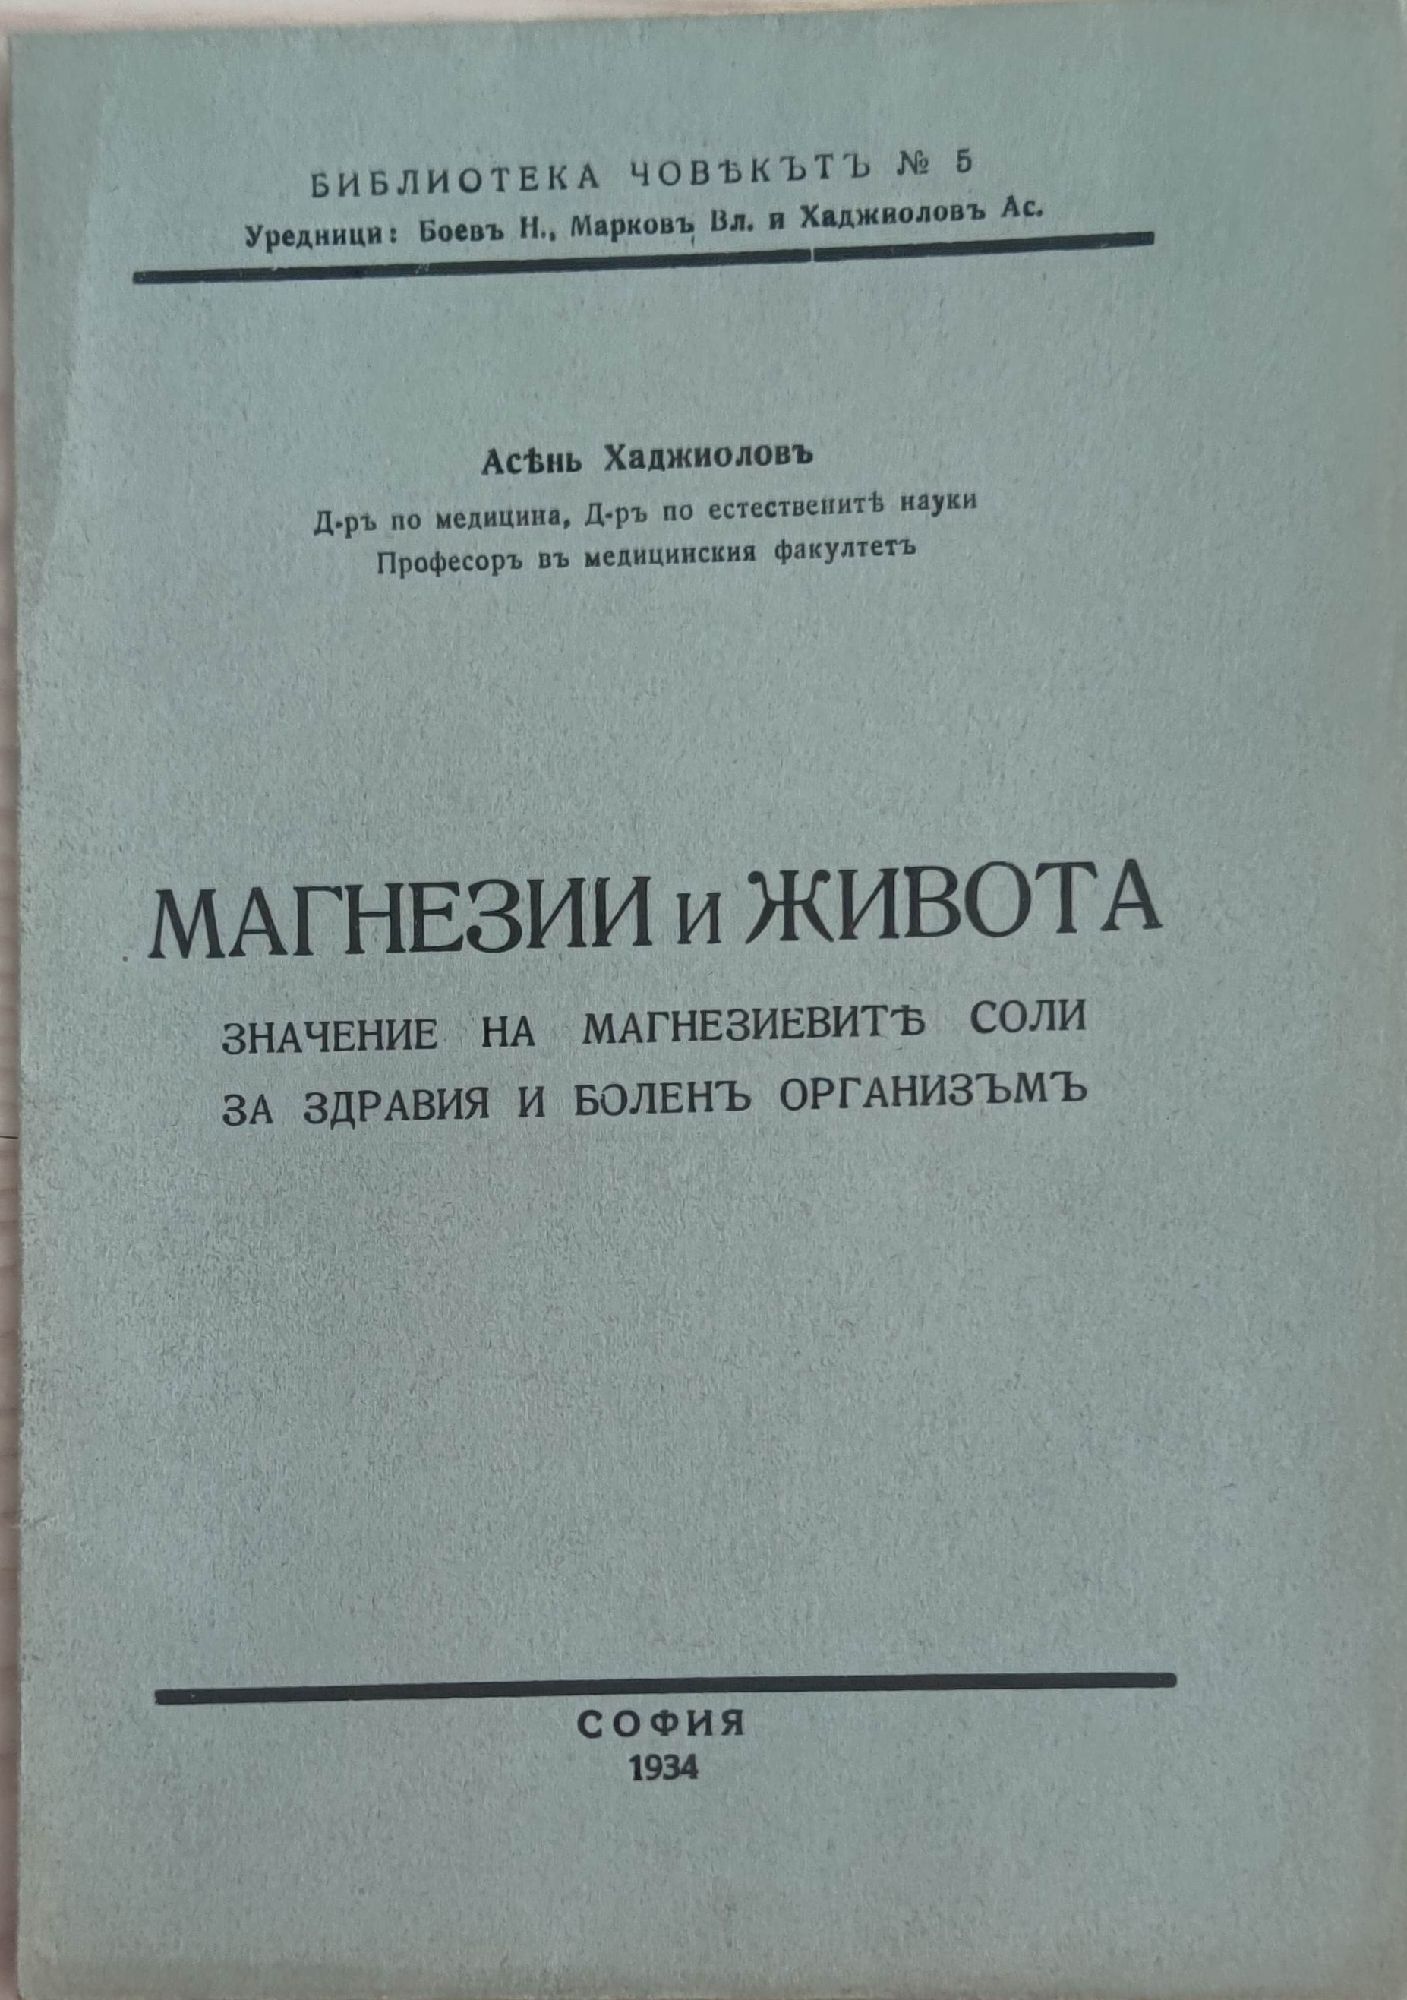 БИБЛИОТЕКА ЧОВѢКЪТЪ № 5
Уредници: Боевъ Н., Марковъ Вл. и Хаджиоловъ Ас.
Асѣнь Хаджиоловъ
Д-ръ по медицина, Д-ръ по естественитѣ науки
Професоръ въ медицинския факултетъ
МАГНЕЗИИ и ЖИВОТА
ЗНАЧЕНИЕ НА МАГНЕЗИЕВИТѢ СОЛИ
ЗА ЗДРАВИЯ И БОЛЕНЪ ОРГАНИЗЪМЪ
СОФИЯ
1934